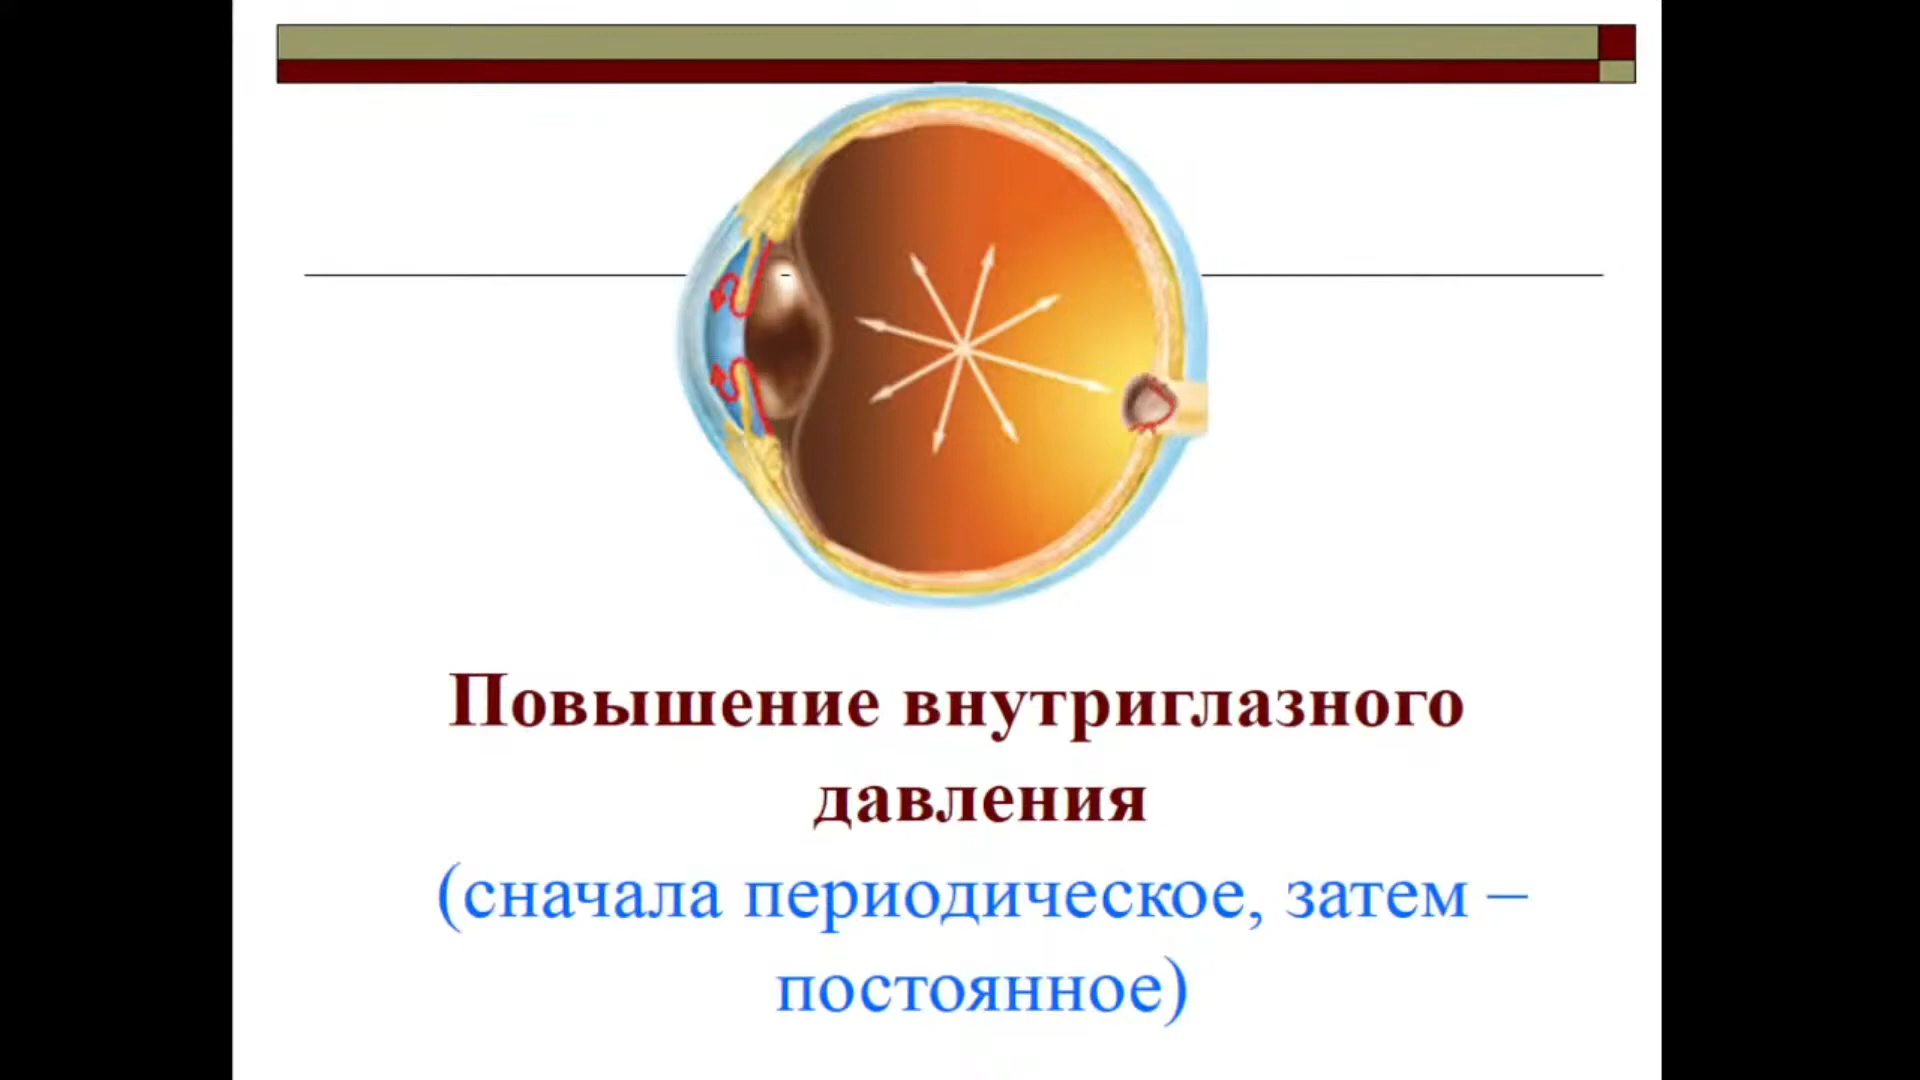 Повышение внутриглазного
давления
(сначала периодическое, затем –
постоянное)